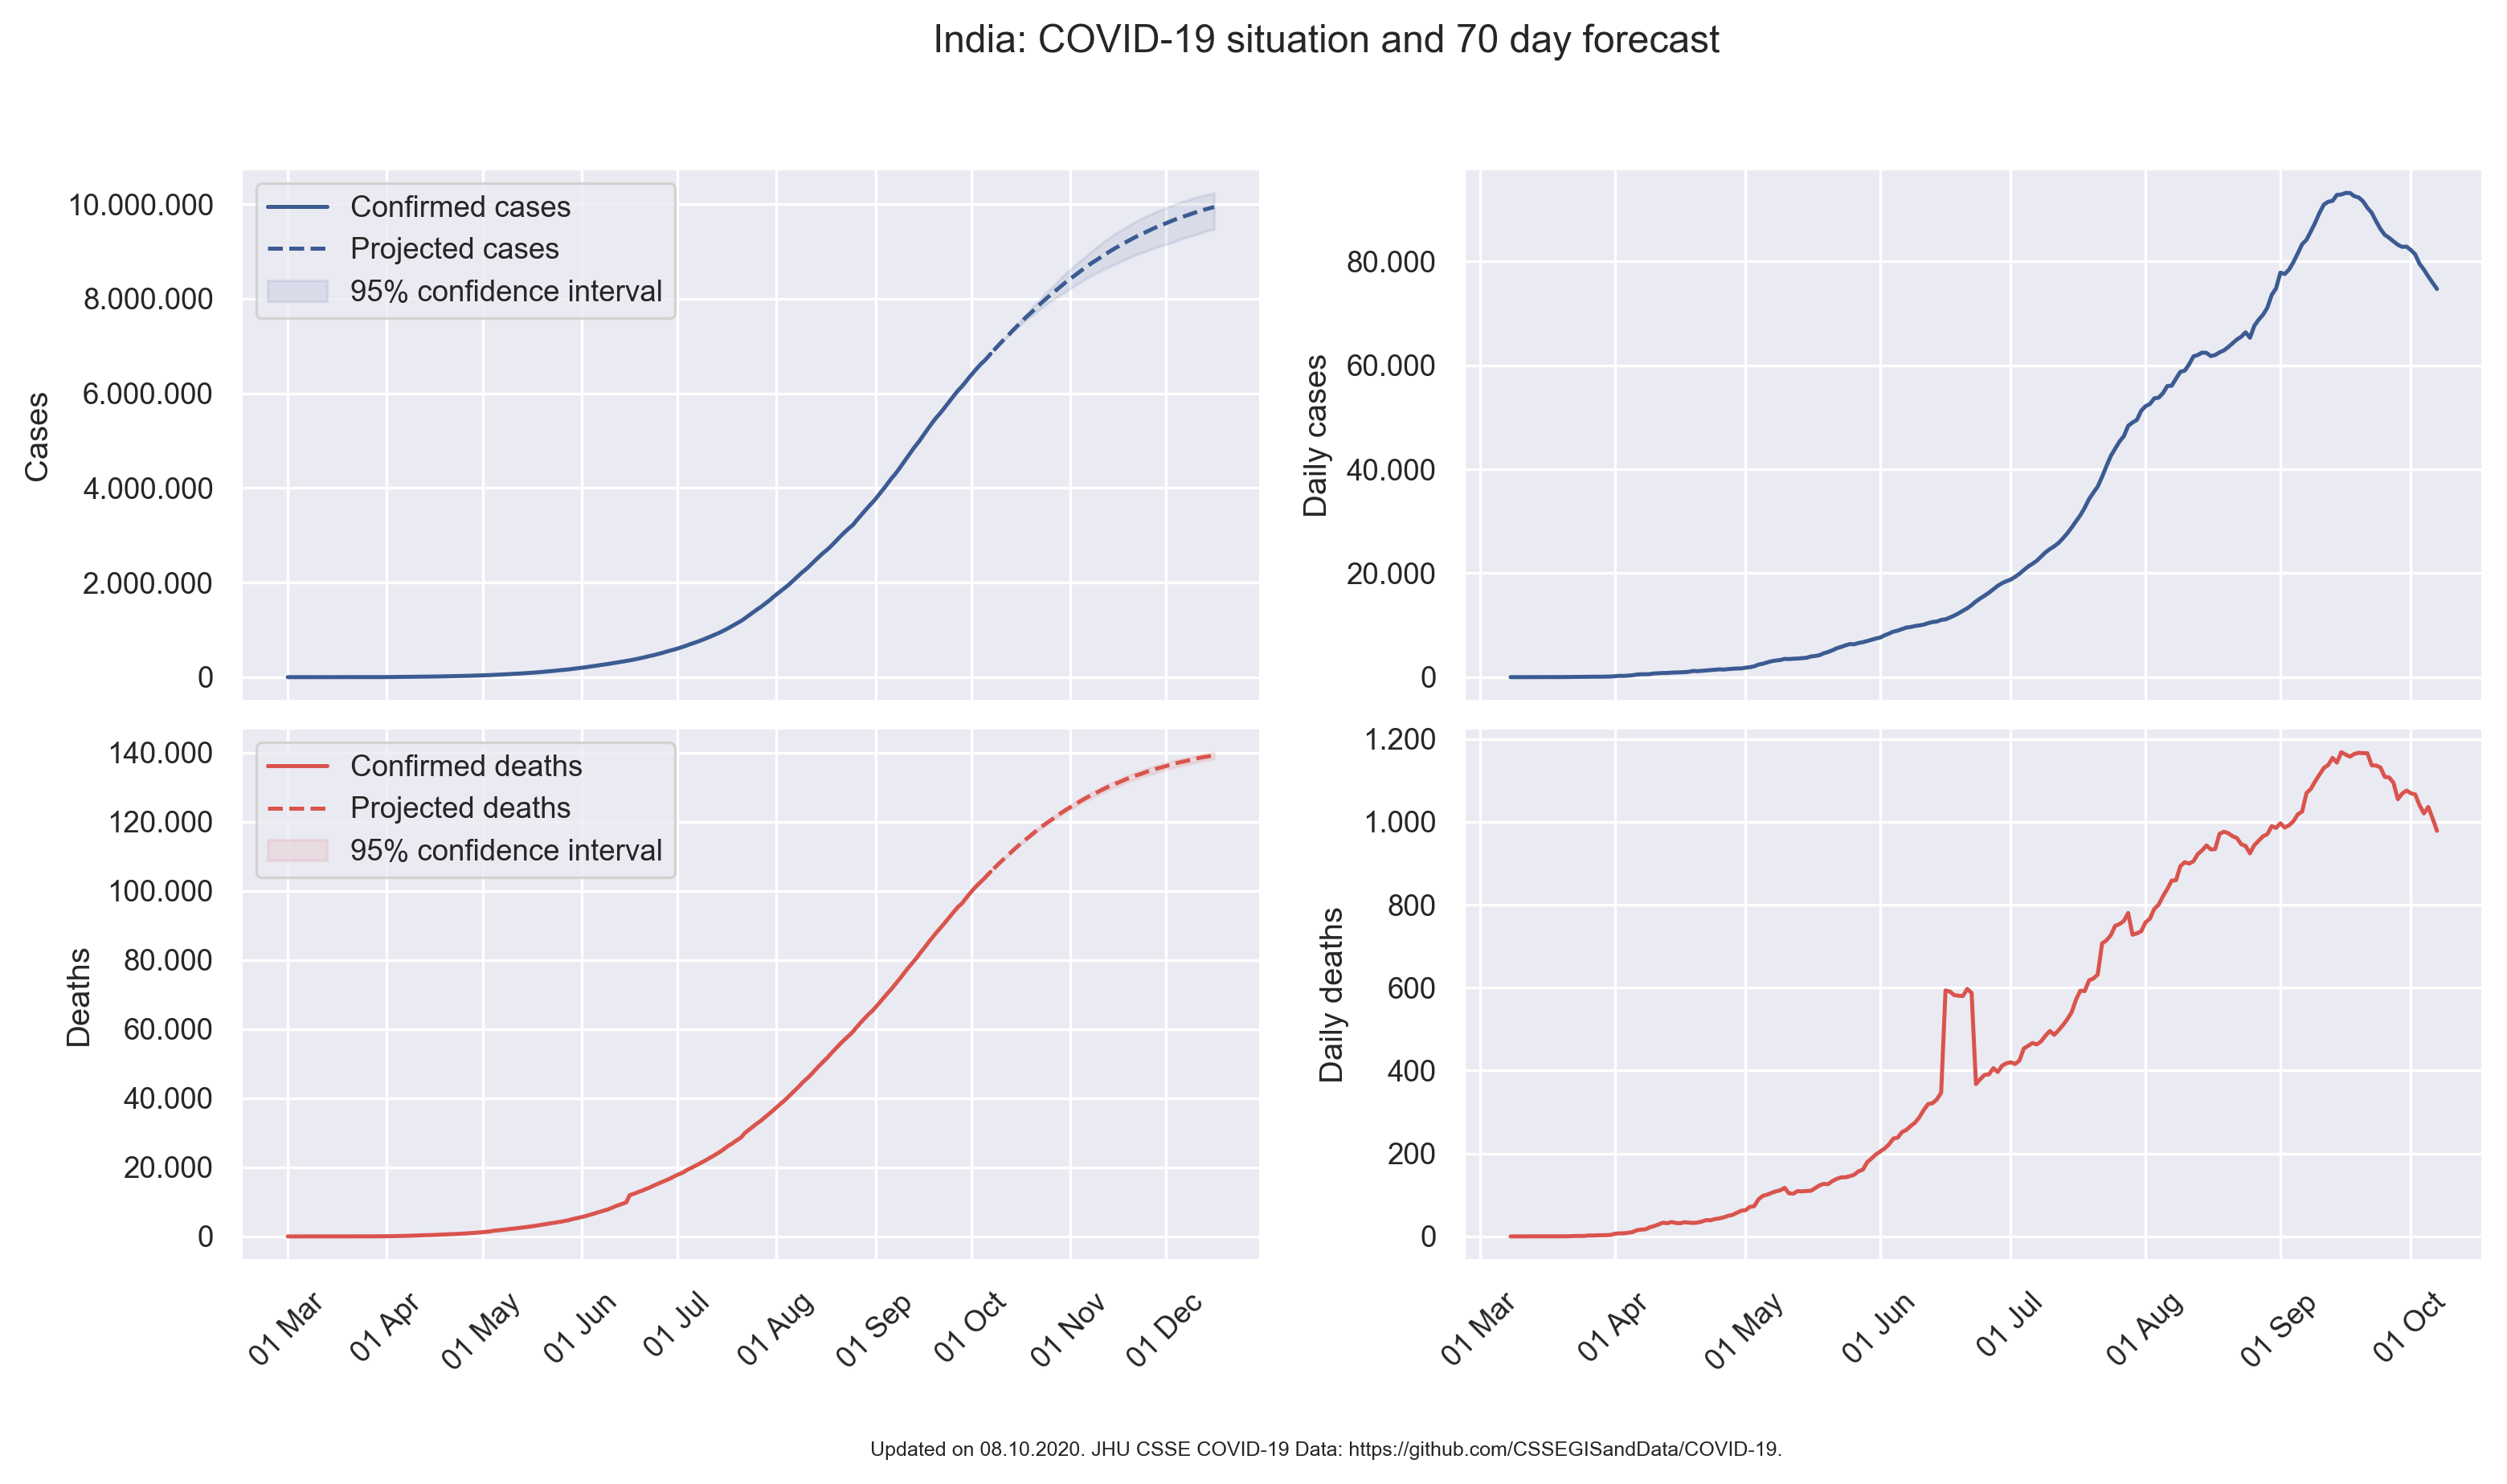 India: COVID-19 situation and 70 day forecast
Cases
10.000.000
8.000.000
6.000.000
4.000.000
2.000.000
0
Confirmed cases
Projected cases
95% confidence interval
Daily cases
80.000
60.000
40.000
20.000
0
Deaths
140.000
120.000
100.000
80.000
60.000
40.000
20.000
0
Confirmed deaths
Projected deaths
95% confidence interval
01 Mar
01 Apr
01 May
01 Jun
01 Jul
01 Aug
01 Sep
01 Oct
01 Nov
01 Dec
Daily deaths
1.200
1.000
800
600
400
200
0
01 Mar
01 Apr
01 May
01 Jun
01 Jul
01 Aug
01 Sep
01 Oct
Updated on 08.10.2020. JHU CSSE COVID-19 Data: https://github.com/CSSEGISandData/COVID-19.